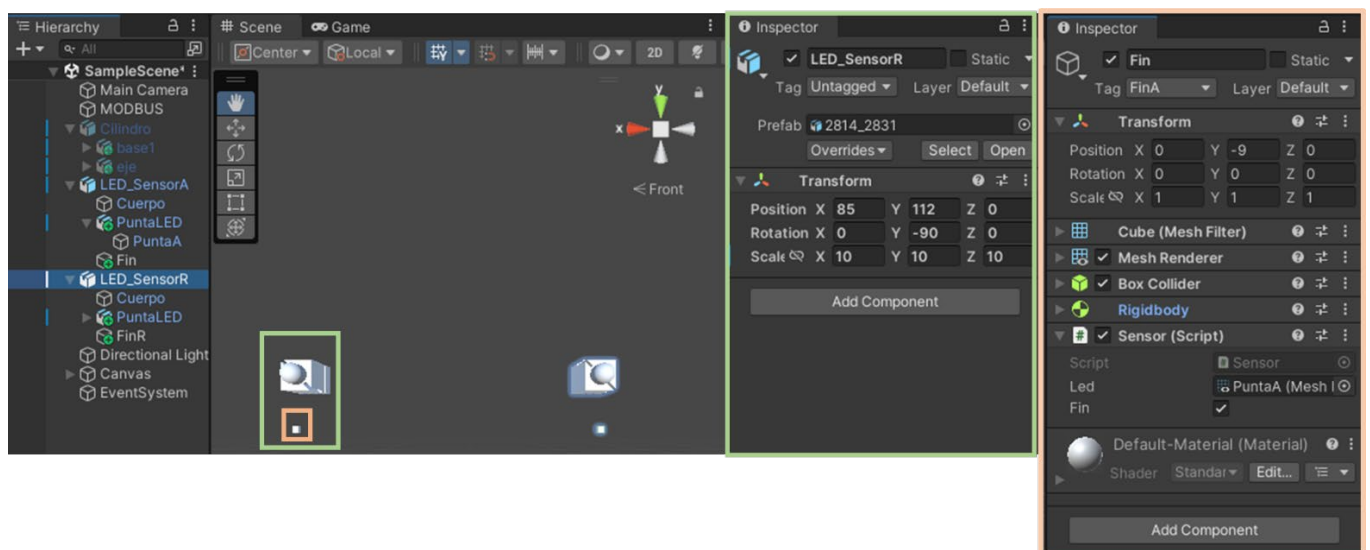 Hierarchy
All
SampleScene*
Main Camera
MODBUS
Cilindro
base1
eje
LED_SensorA
Cuerpo
PuntaLED
PuntaA
Fin
LED_SensorR
Cuerpo
PuntaLED
FinR
Directional Light
Canvas
EventSystem
Scene Game
Center Local 2D
y
x
Front
Inspector
LED_SensorR Static
Tag Untagged Layer Default
Prefab 2814_2831
Overrides Select Open
Transform
Position X 85 Y 112 Z 0
Rotation X 0 Y -90 Z 0
Scale X 10 Y 10 Z 10
Add Component
Inspector
Fin Static
Tag FinA Layer Default
Transform
Position X 0 Y -9 Z 0
Rotation X 0 Y 0 Z 0
Scale X 1 Y 1 Z 1
Cube (Mesh Filter)
Mesh Renderer
Box Collider
Rigidbody
# Sensor (Script)
Script Sensor
Led PuntaA (Mesh
Fin
Default-Material (Material)
Shader Standar Edit...
Add Component